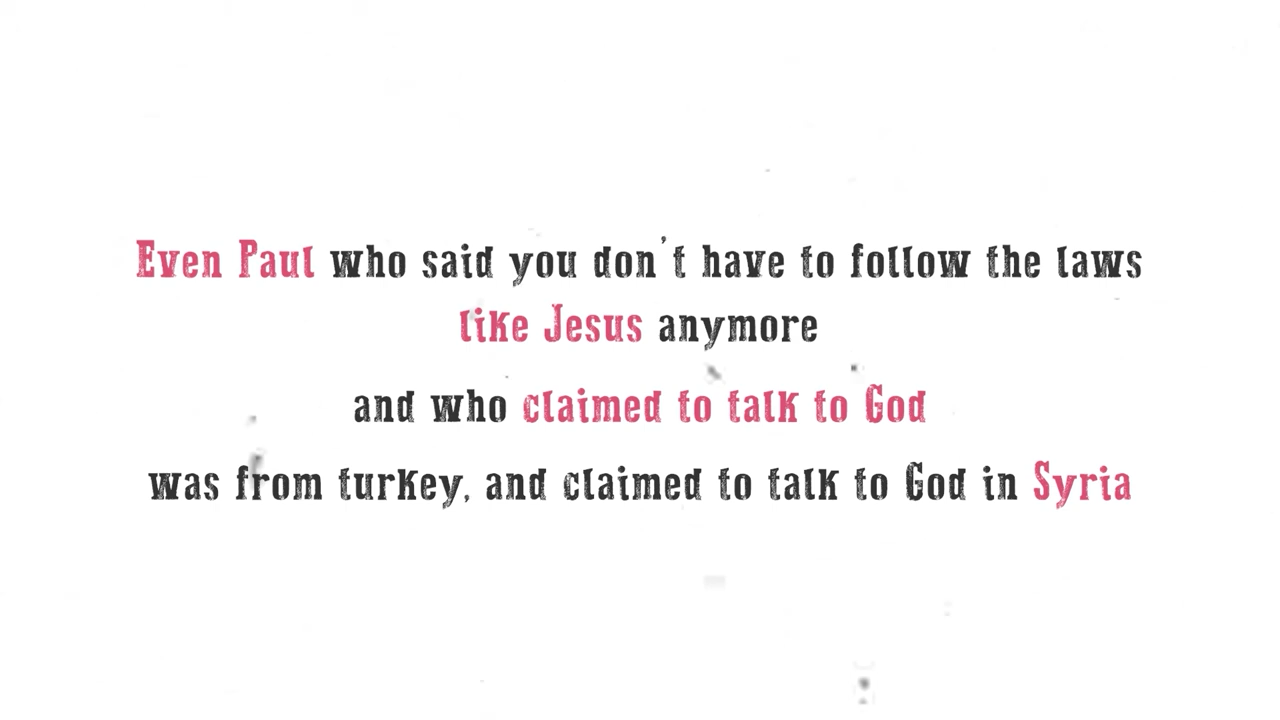 Even Paul who said you don't have to follow the laws
like Jesus anymore
and who claimed to talk to God
was from turkey, and claimed to talk to God in Syria